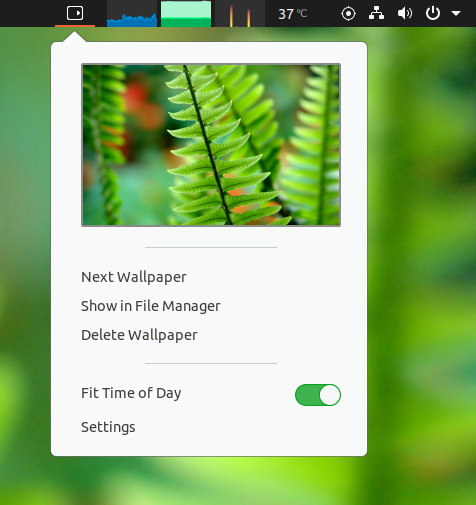 37 °C
Next Wallpaper
Show in File Manager
Delete Wallpaper
Fit Time of Day
Settings